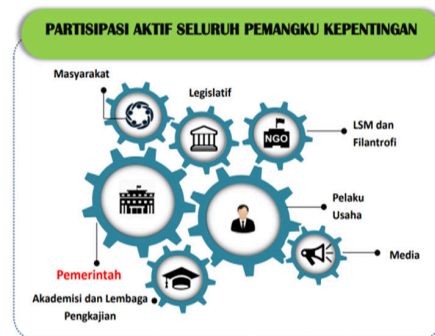 PARTISIPASI AKTIF SELURUH PEMANGKU KEPENTINGAN
Masyarakat
Legislatif
LSM dan
Filantrofi
NGO
Pelaku
Usaha
Media
Pemerintah
Akademisi dan Lembaga
Pengkajian